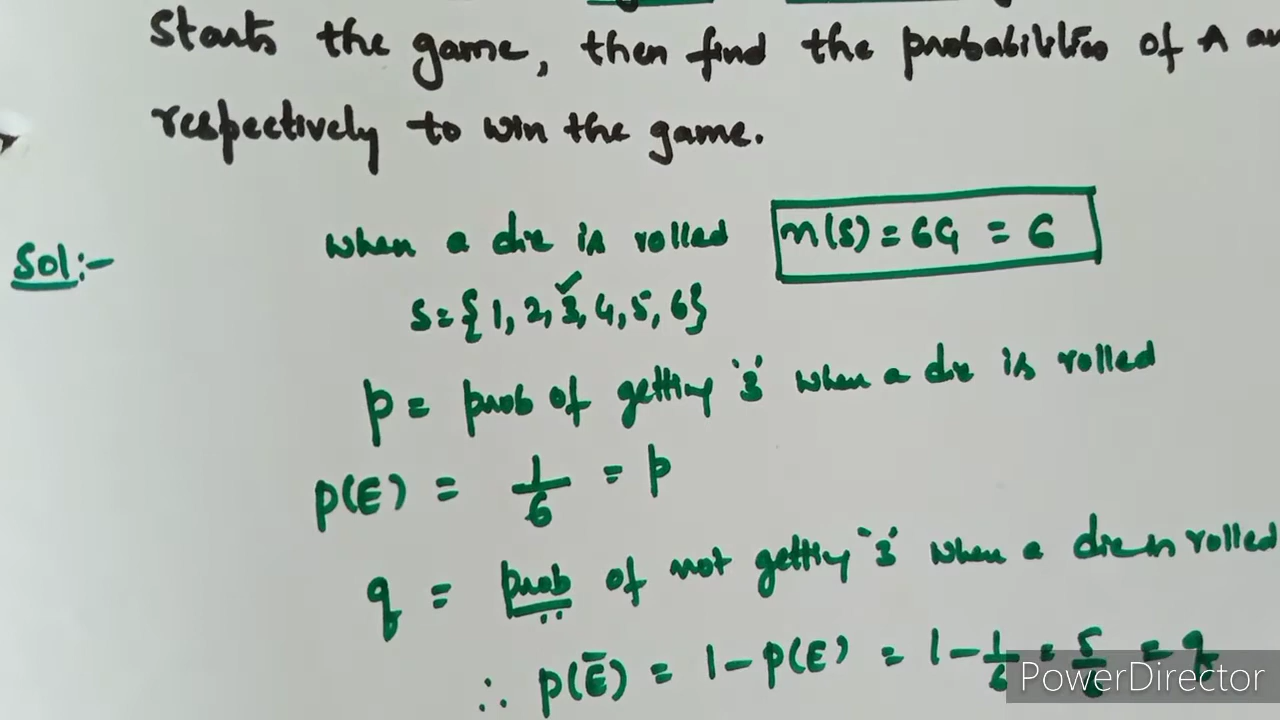 Starts the game, then find the probabilities of A
respectively to win the game.
Sol:-
when a die is rolled
n(S) = 6C₁ = 6
S = {1, 2, 3, 4, 5, 6}
p = prob of getting '3' when a die is rolled
P(E) = 1/6 = p
q = prob of not getting '3' when a die is rolled
∴ P(Ē) = 1 - P(E) = 1 - 1/6 = 5/6 = q
PowerDirector